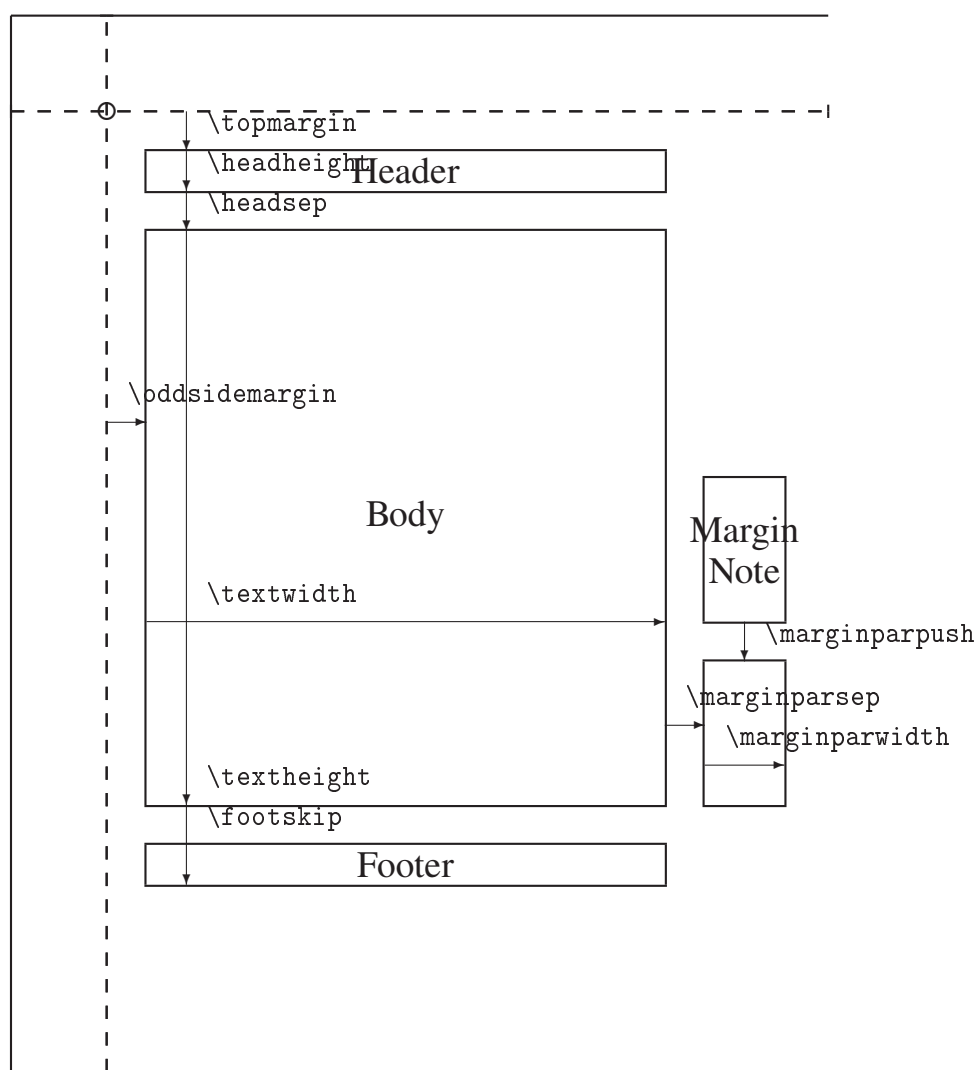 \topmargin
\headheight
Header
\headsep
\oddsidemargin
Body
Margin
Note
\textwidth
\marginparpush
\marginparsep
\marginparwidth
\textheight
\footskip
Footer